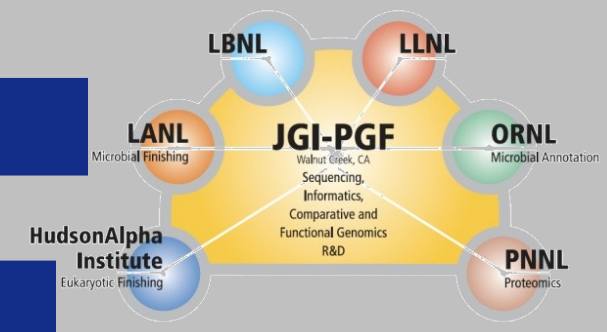 LBNL
LLNL
LANL
Microbial Finishing
JGI-PGF
Walnut Creek, CA
Sequencing,
Informatics,
Comparative and
Functional Genomics
R&D
ORNL
Microbial Annotation
HudsonAlpha
Institute
Eukaryotic Finishing
PNNL
Proteomics